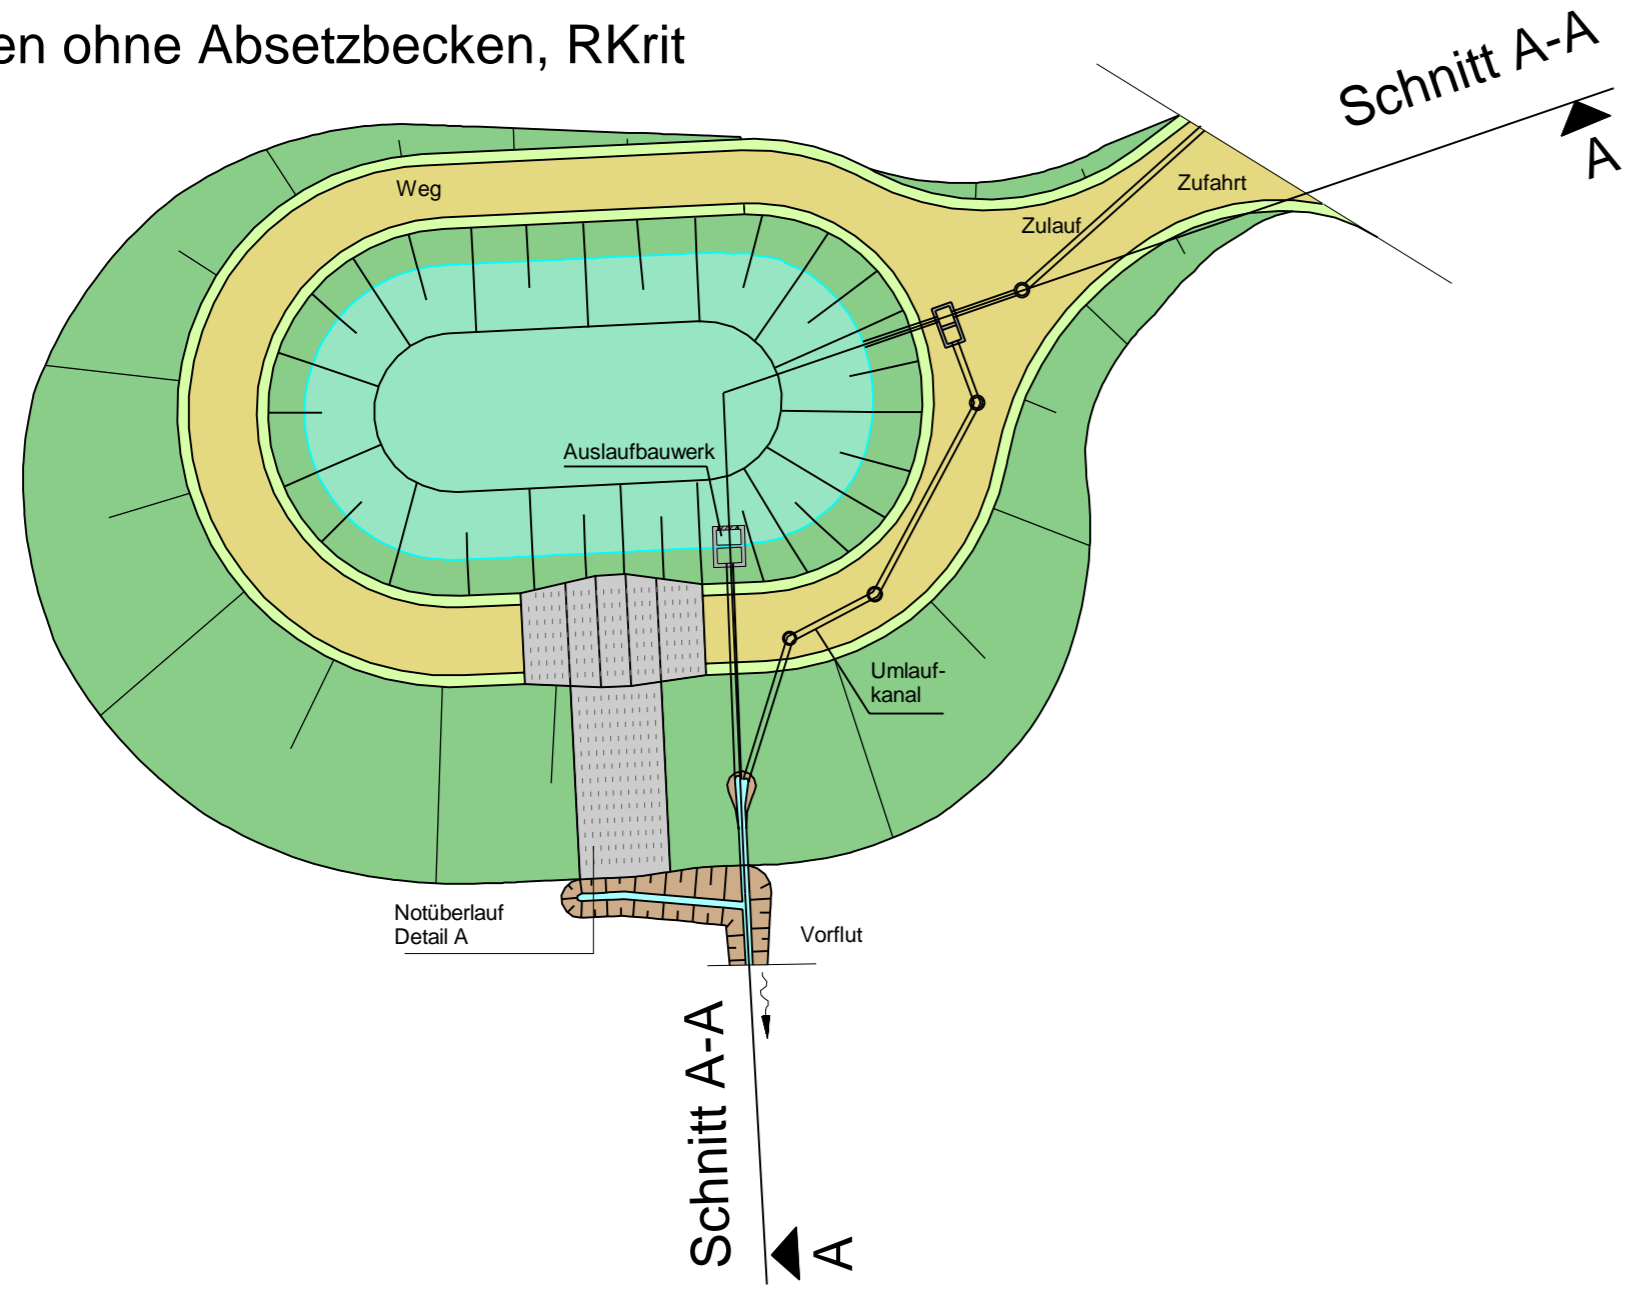 en ohne Absetzbecken, RKrit
Schnitt A-A
A
Weg
Zufahrt
Zulauf
Auslaufbauwerk
Umlauf-
kanal
Notüberlauf
Detail A
Vorflut
Schnitt A-A
A